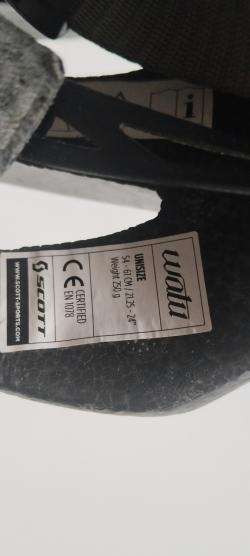 watu
UNISIZE
54 - 61 CM / 21.25 - 24"
Weight 250 g
CE CERTIFIED
EN 1078
SCOTT
WWW.SCOTT-SPORTS.COM
A
i